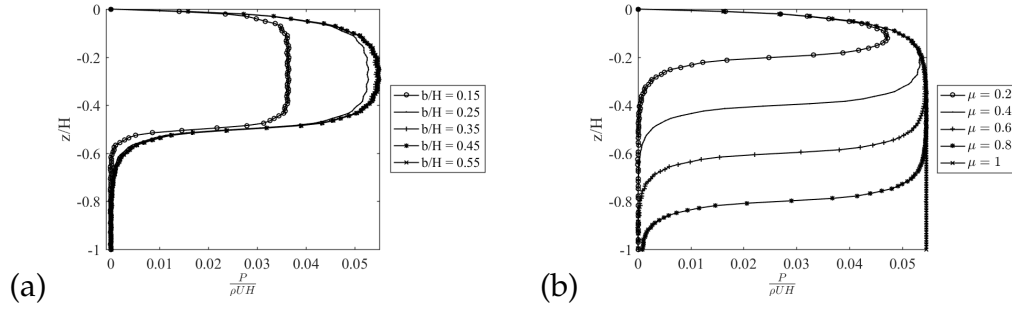 0
-0.2
-0.4
-0.6
-0.8
-1
z/H
0 0.01 0.02 0.03 0.04 0.05
P
ρUH
b/H = 0.15
b/H = 0.25
b/H = 0.35
b/H = 0.45
b/H = 0.55
(a)
0
-0.2
-0.4
-0.6
-0.8
-1
z/H
0 0.01 0.02 0.03 0.04 0.05
P
ρUH
μ = 0.2
μ = 0.4
μ = 0.6
μ = 0.8
μ = 1
(b)